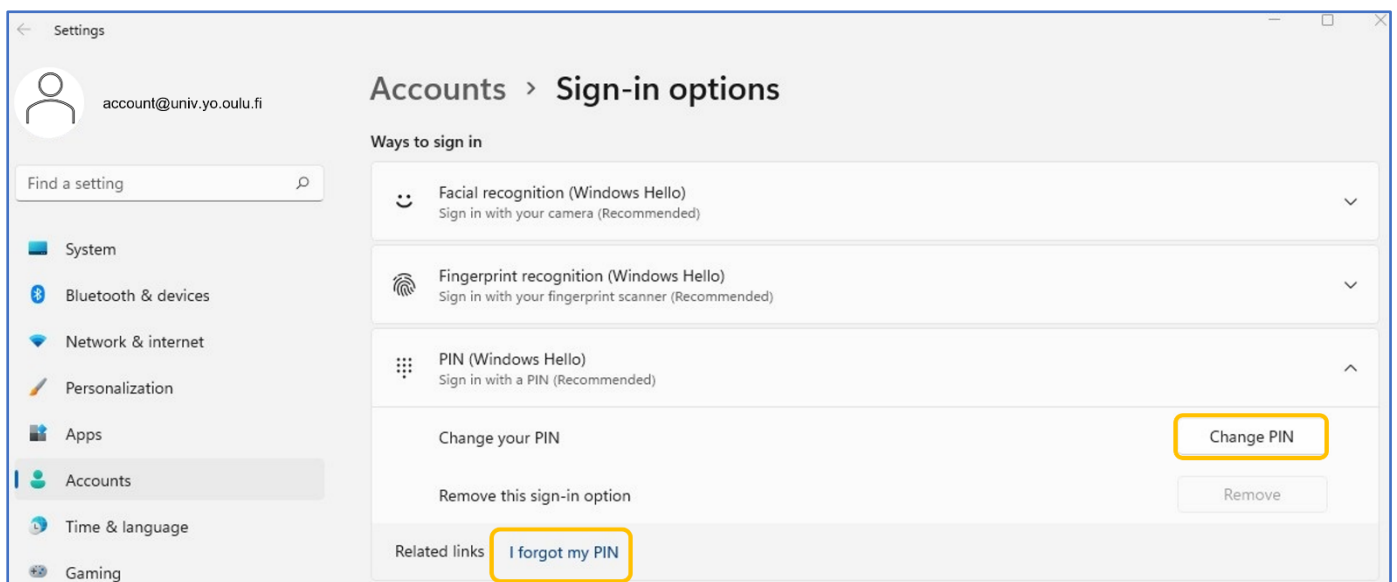 Settings
account@univ.yo.oulu.fi
Find a setting
System
Bluetooth & devices
Network & internet
Personalization
Apps
Accounts
Time & language
Gaming
Accounts > Sign-in options
Ways to sign in
Facial recognition (Windows Hello)
Sign in with your camera (Recommended)
Fingerprint recognition (Windows Hello)
Sign in with your fingerprint scanner (Recommended)
PIN (Windows Hello)
Sign in with a PIN (Recommended)
Change your PIN
Change PIN
Remove this sign-in option
Remove
Related links
I forgot my PIN